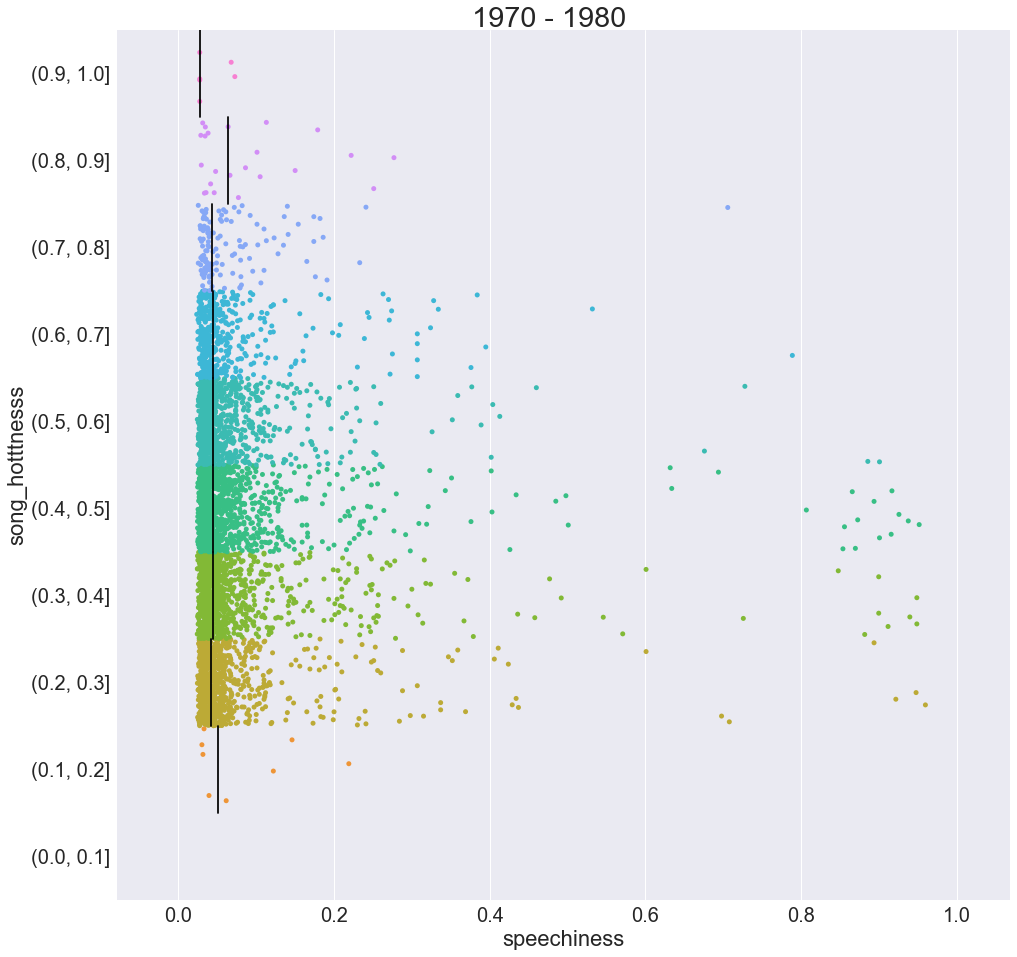 1970 - 1980
(0.9, 1.0]
(0.8, 0.9]
(0.7, 0.8]
(0.6, 0.7]
(0.5, 0.6]
(0.4, 0.5]
(0.3, 0.4]
(0.2, 0.3]
(0.1, 0.2]
(0.0, 0.1]
song_hotttnesss
0.0 0.2 0.4 0.6 0.8 1.0
speechiness